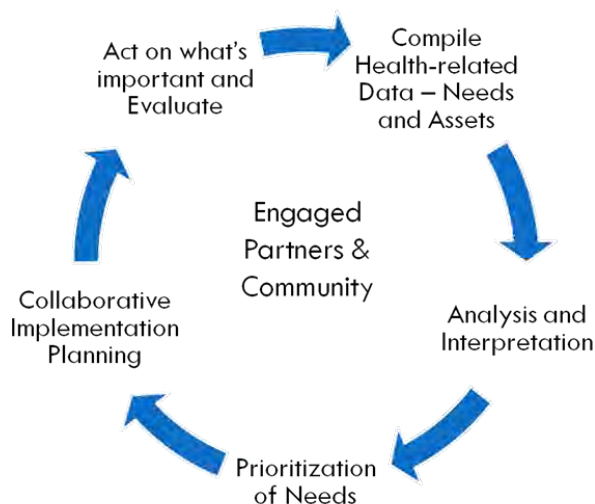 Act on what's
important and
Evaluate
Compile
Health-related
Data – Needs
and Assets
Engaged
Partners &
Community
Analysis and
Interpretation
Prioritization
of Needs
Collaborative
Implementation
Planning